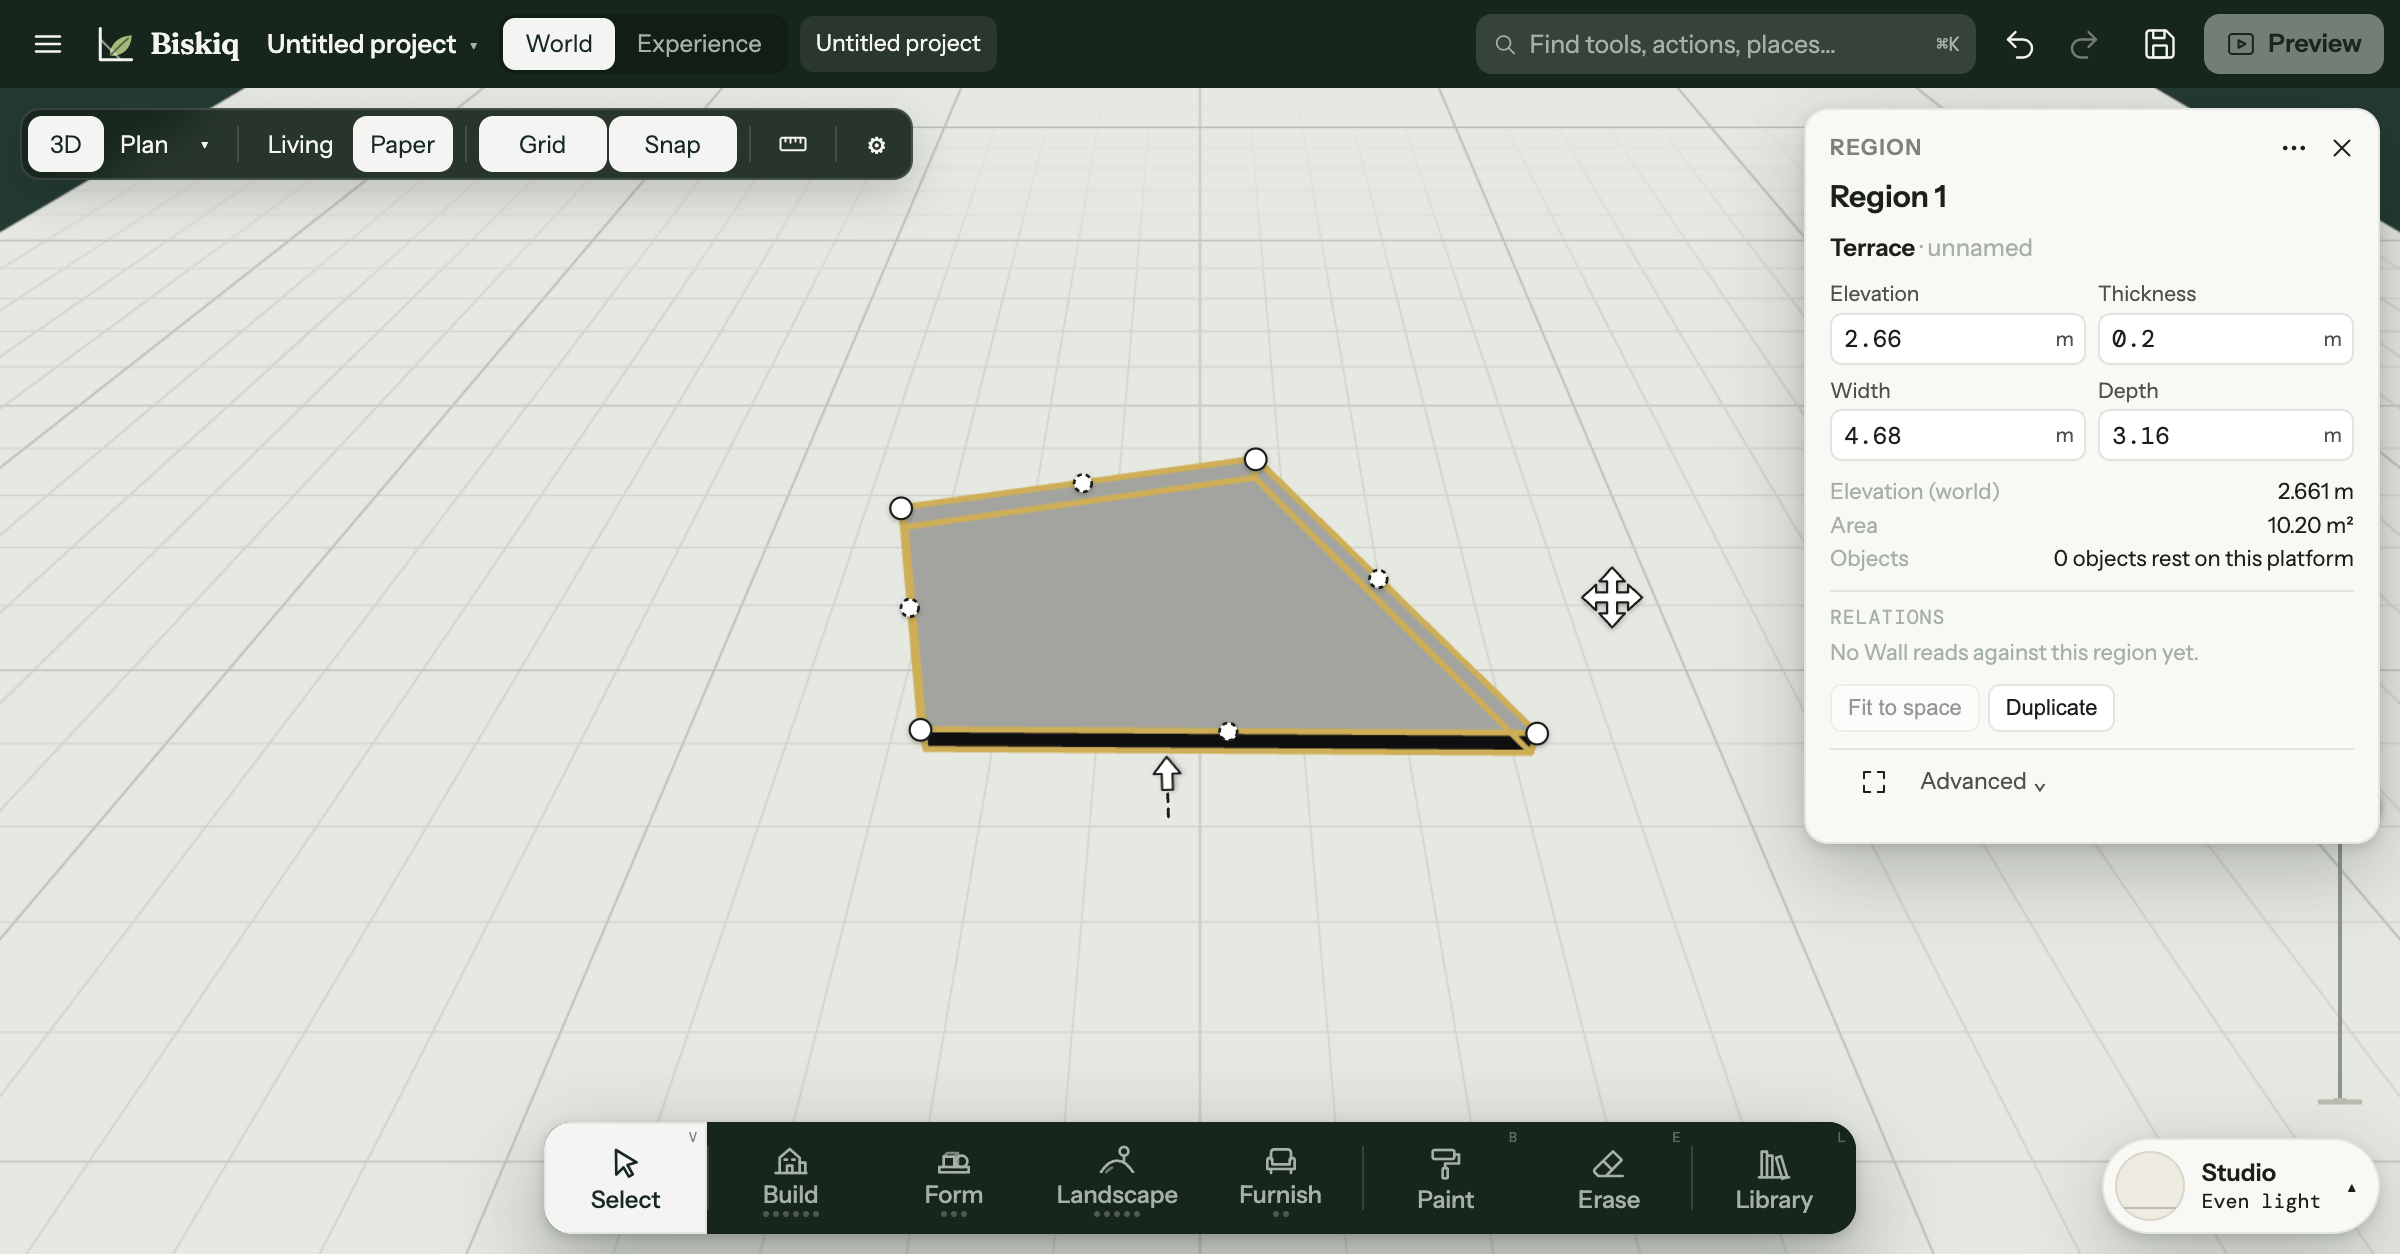 Biskiq Untitled project ▾ World Experience Untitled project Find tools, actions, places... ⌘K Preview
3D Plan ▾ Living Paper Grid Snap
REGION
Region 1
Terrace · unnamed
Elevation Thickness
2.66 m 0.2 m
Width Depth
4.68 m 3.16 m
Elevation (world) 2.661 m
Area 10.20 m²
Objects 0 objects rest on this platform
RELATIONS
No Wall reads against this region yet.
Fit to space Duplicate
Advanced
V B E L
Select Build Form Landscape Furnish Paint Erase Library
Studio
Even light